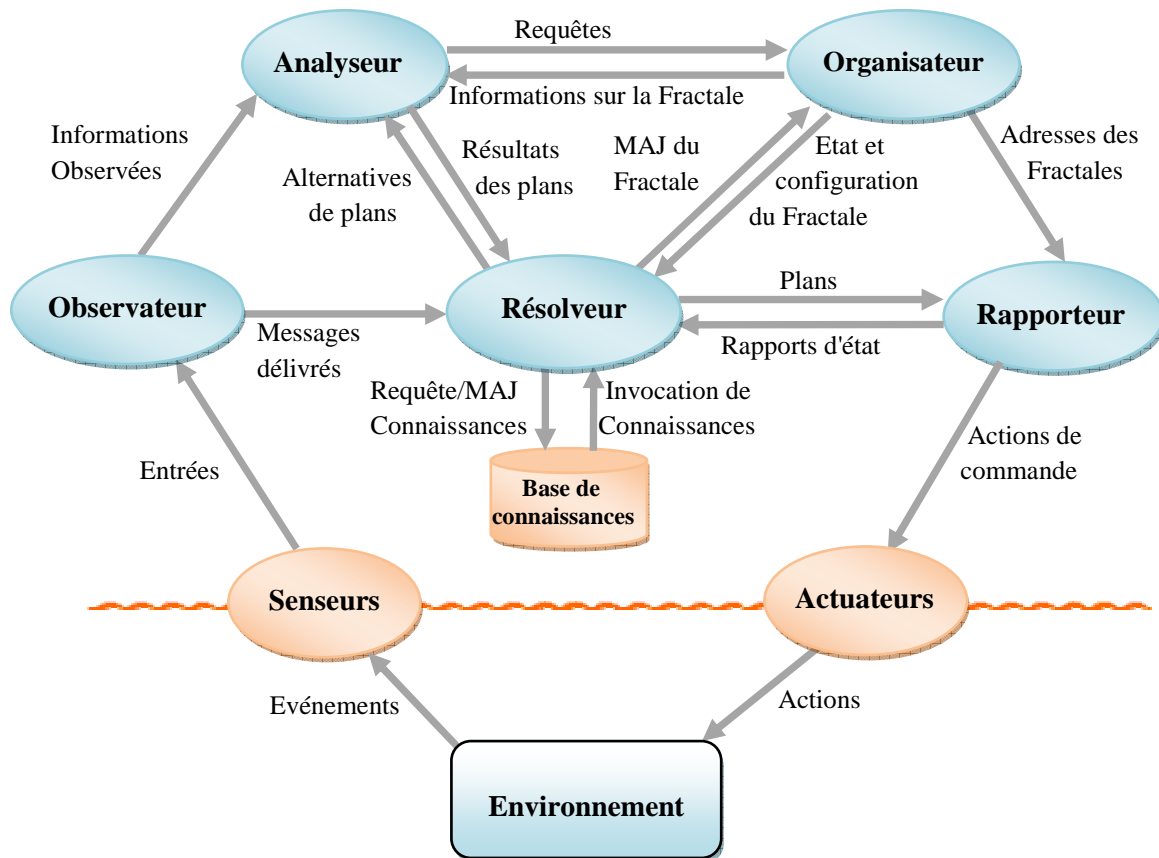 Requêtes
Analyseur
Organisateur
Informations sur la Fractale
Informations
Observées
Alternatives
de plans
Résultats
des plans
MAJ du
Fractale
Etat et
configuration
du Fractale
Adresses des
Fractales
Observateur
Messages
délivrés
Résolveur
Plans
Rapports d'état
Rapporteur
Requête/MAJ
Connaissances
Invocation de
Connaissances
Entrées
Base de
connaissances
Actions de
commande
Senseurs
Actuateurs
Evénements
Actions
Environnement